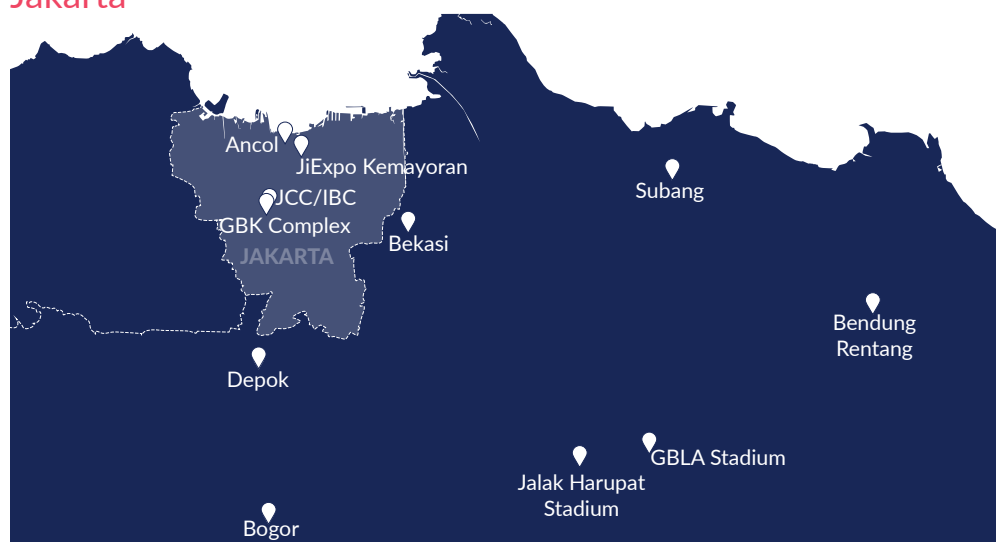 Jakarta
Ancol
JiExpo Kemayoran
Subang
JCC/IBC
GBK Complex
Bekasi
JAKARTA
Bendung
Rentang
Depok
GBLA Stadium
Jalak Harupat
Stadium
Bogor